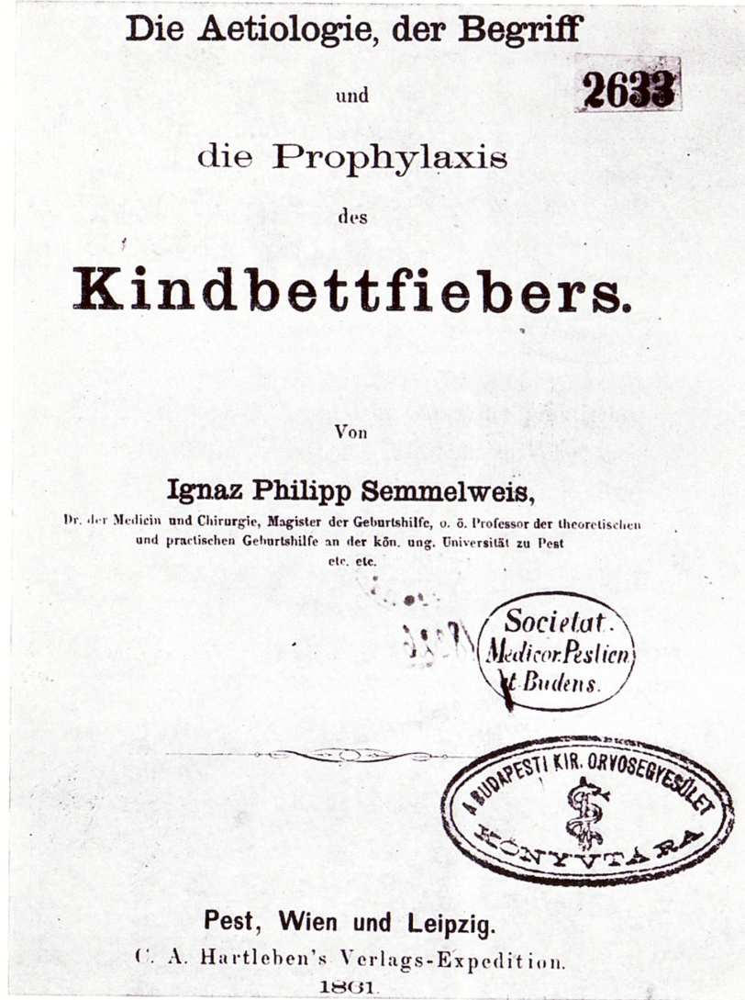 Die Aetiologie, der Begriff
2633
und
die Prophylaxis
des
Kindbettfiebers.
Von
Ignaz Philipp Semmelweis,
Dr. der Medicin und Chirurgie, Magister der Geburtshilfe, o. ö. Professor der theoretischen
und practischen Geburtshilfe an der kön. ung. Universität zu Pest
etc. etc.
Societat.
Medicor. Pestien
et Budens.
A BUDAPESTI KIR. ORVOSEGYESÜLET
KÖNYVTÁRA
Pest, Wien und Leipzig.
C. A. Hartleben's Verlags-Expedition.
1861.